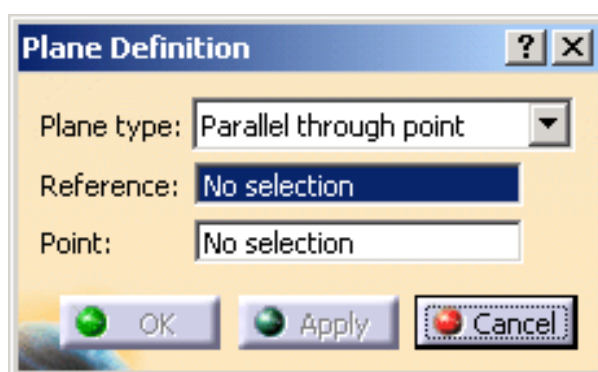 Plane Definition ? X
Plane type: Parallel through point
Reference: No selection
Point: No selection
OK Apply Cancel